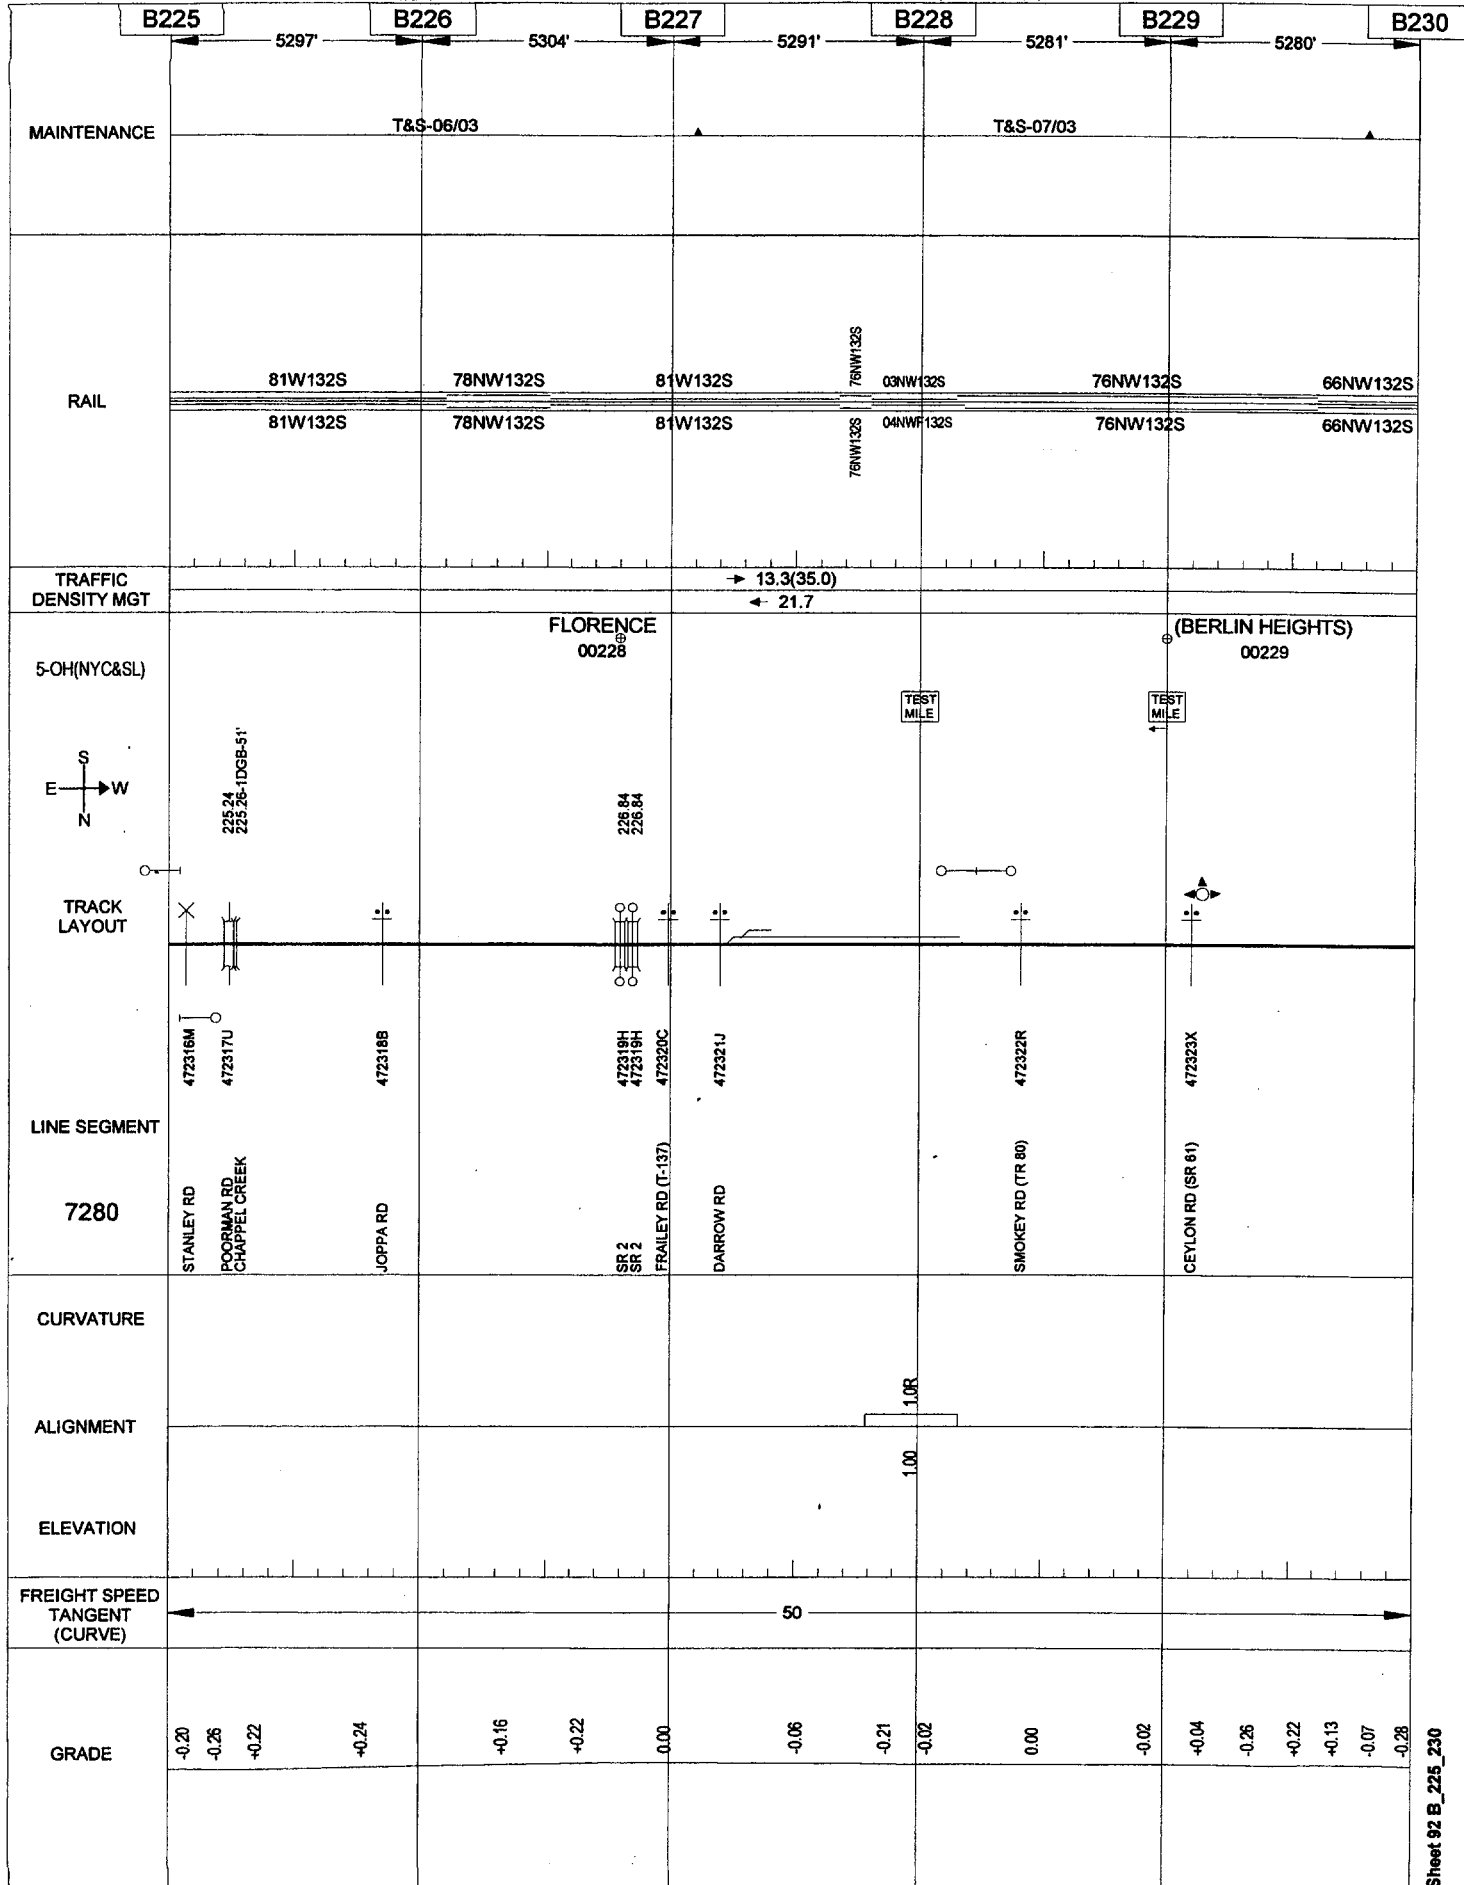 B225 B226 B227 B228 B229 B230
5297' 5304' 5291' 5281' 5280'
MAINTENANCE
T&S-06/03 T&S-07/03
RAIL
81W132S 78NW132S 81W132S 76NW132S 03NW132S 76NW132S 66NW132S
81W132S 78NW132S 81W132S 76NW132S 76NW132S 66NW132S
TRAFFIC
DENSITY MGT
13.3(35.0)
21.7
5-OH(NYC&SL)
FLORENCE
00228
(BERLIN HEIGHTS)
00229
TEST
MILE
TEST
MILE
S
E W
N
225.24
225.26-1DGB-51'
226.84
226.84
TRACK
LAYOUT
472316M
472317U
472318B
472319H
472319H
472320C
472321J
472322R
472323X
LINE SEGMENT
7280
STANLEY RD
POORMAN RD
CHAPPEL CREEK
JOPPA RD
SR 2
SR 2
FRAILEY RD (T-137)
DARROW RD
SMOKEY RD (TR 80)
CEYLON RD (SR 61)
CURVATURE
1.0R
ALIGNMENT
1.00
ELEVATION
FREIGHT SPEED
TANGENT
(CURVE)
50
GRADE
-0.20
-0.26
+0.22
+0.24
+0.16
+0.22
0.00
-0.06
-0.21
-0.02
0.00
-0.02
+0.04
-0.26
+0.22
+0.13
-0.07
-0.28
Sheet 92 B_225_230